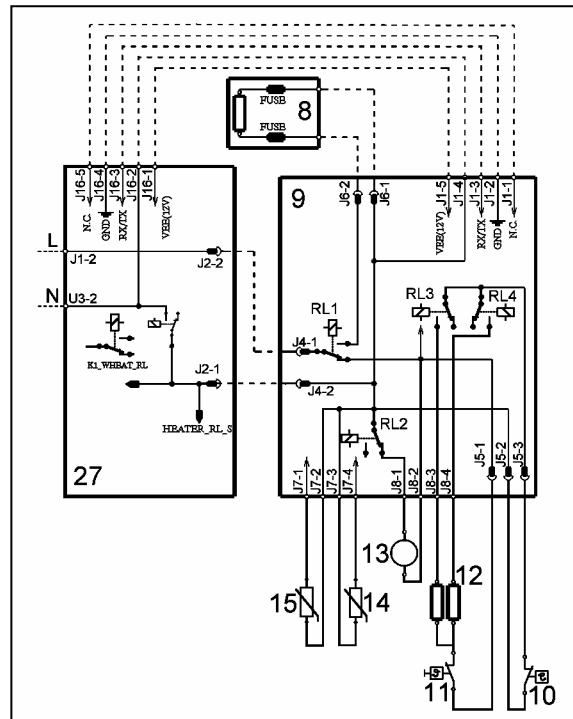 FUSE
8
FUSE
J16-5
J16-4
J16-3
J16-2
J16-1
N.C.
GND
RX/TX
VEE(12V)
L
J1-2
J2-2
N
U3-2
K1_WHEAT_RL
J2-1
HEATER_RL_S
27
9
J6-2
J6-1
J1-5
J1-4
J1-3
J1-2
J1-1
VEE(12V)
RX/TX
GND
N.C.
RL1
RL3
RL4
J4-1
J4-2
RL2
J7-1
J7-2
J7-3
J7-4
J8-1
J8-2
J8-3
J8-4
J5-1
J5-2
J5-3
13
12
15
14
11
10